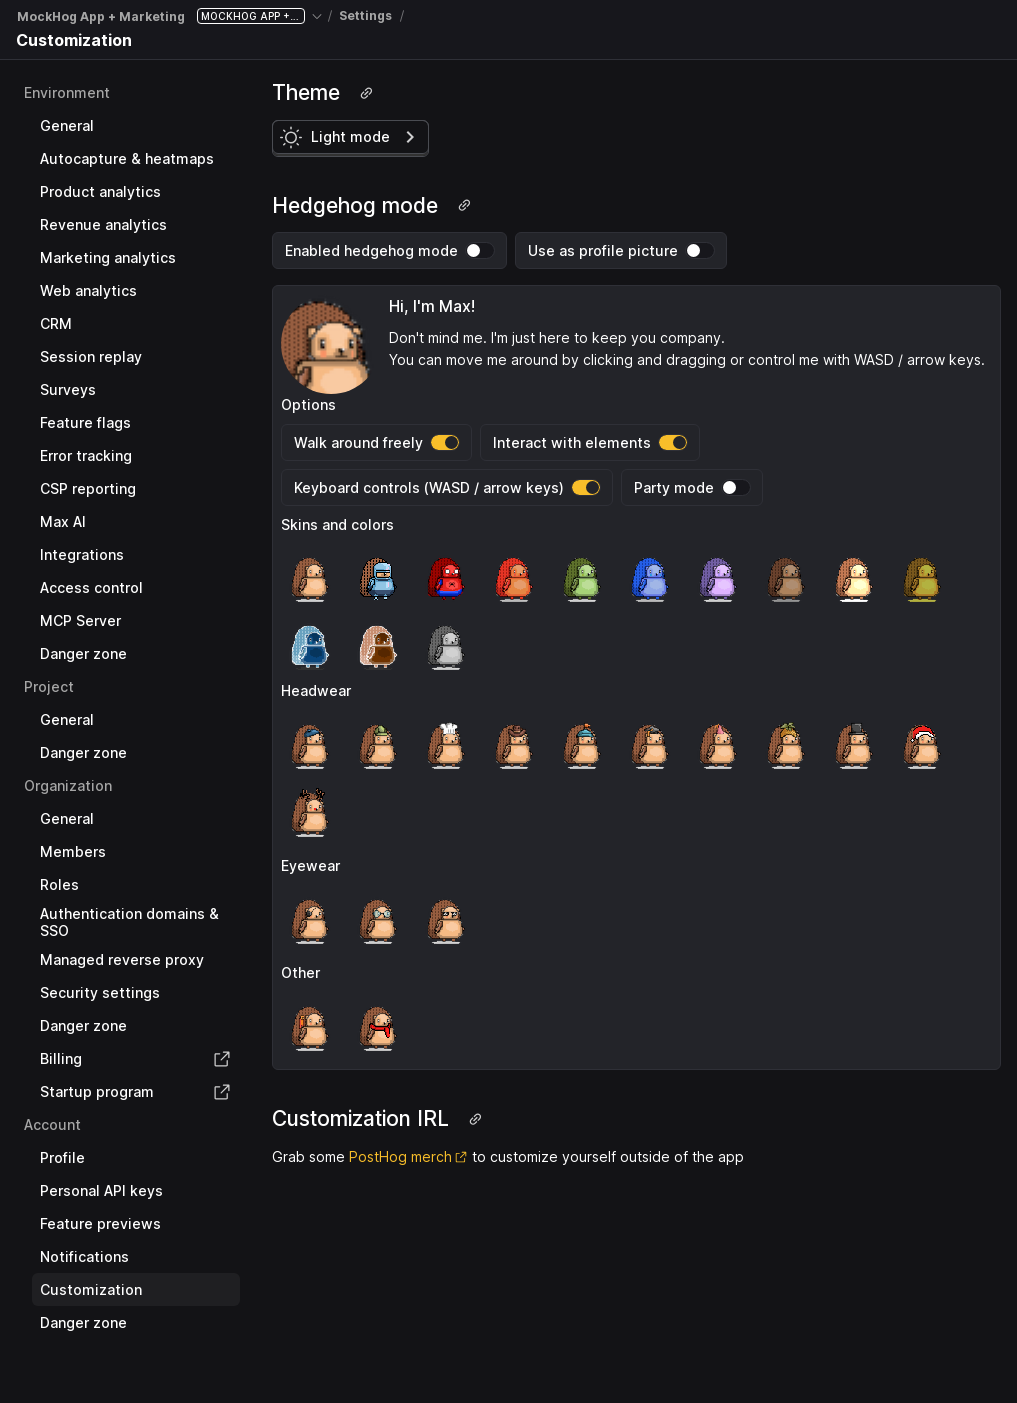 MockHog App + Marketing MOCKHOG APP +... / Settings /
Customization
Environment
General
Autocapture & heatmaps
Product analytics
Revenue analytics
Marketing analytics
Web analytics
CRM
Session replay
Surveys
Feature flags
Error tracking
CSP reporting
Max AI
Integrations
Access control
MCP Server
Danger zone
Project
General
Danger zone
Organization
General
Members
Roles
Authentication domains &
SSO
Managed reverse proxy
Security settings
Danger zone
Billing
Startup program
Account
Profile
Personal API keys
Feature previews
Notifications
Customization
Danger zone
Theme
Light mode
Hedgehog mode
Enabled hedgehog mode Use as profile picture
Hi, I'm Max!
Don't mind me. I'm just here to keep you company.
You can move me around by clicking and dragging or control me with WASD / arrow keys.
Options
Walk around freely Interact with elements
Keyboard controls (WASD / arrow keys) Party mode
Skins and colors
Headwear
Eyewear
Other
Customization IRL
Grab some PostHog merch to customize yourself outside of the app